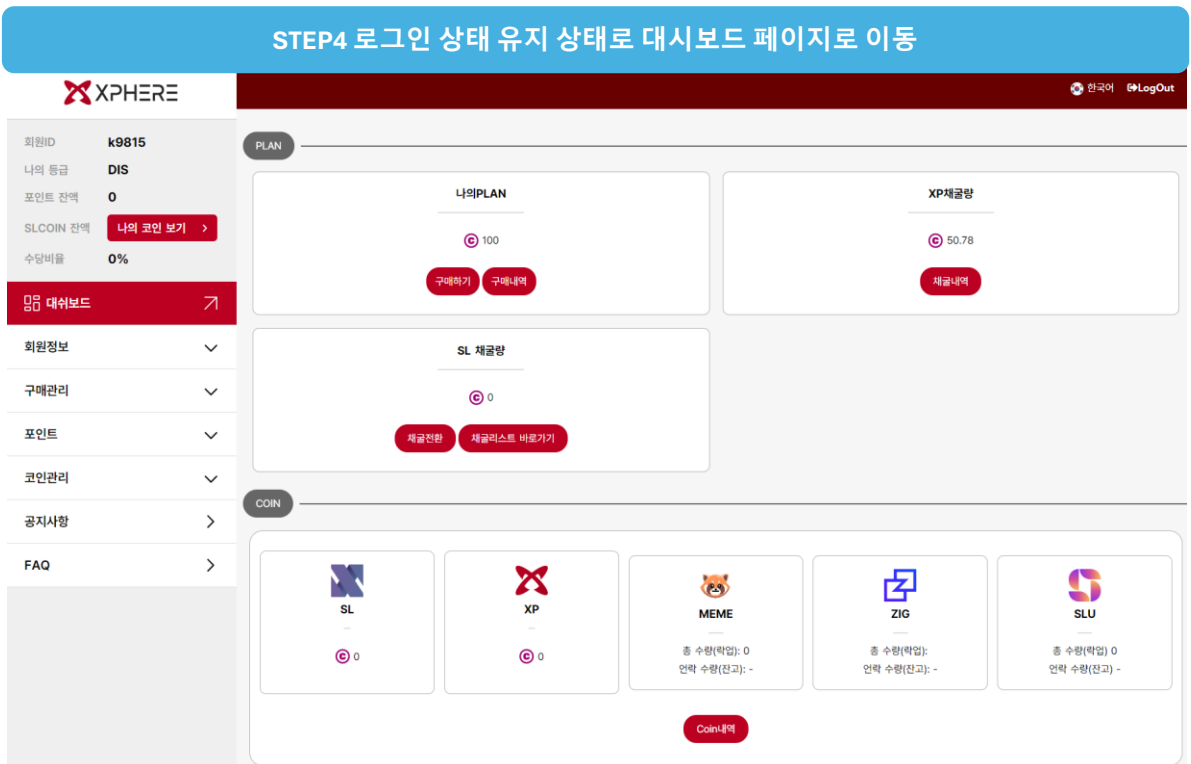 STEP4 로그인 상태 유지 상태로 대시보드 페이지로 이동
XPHERE
한국어 LogOut
회원ID k9815
나의 등급 DIS
포인트 잔액 0
SLCOIN 잔액 나의 코인 보기
수당비율 0%
대쉬보드
회원정보
구매관리
포인트
코인관리
공지사항
FAQ
PLAN
나의PLAN
100
구매하기 구매내역
XP채굴량
50.78
채굴내역
SL 채굴량
0
채굴전환 채굴리스트 바로가기
COIN
SL
0
XP
0
MEME
총 수량(락업): 0
언락 수량(잔고): -
ZIG
총 수량(락업):
언락 수량(잔고): -
SLU
총 수량(락업) 0
언락 수량(잔고) -
Coin내역